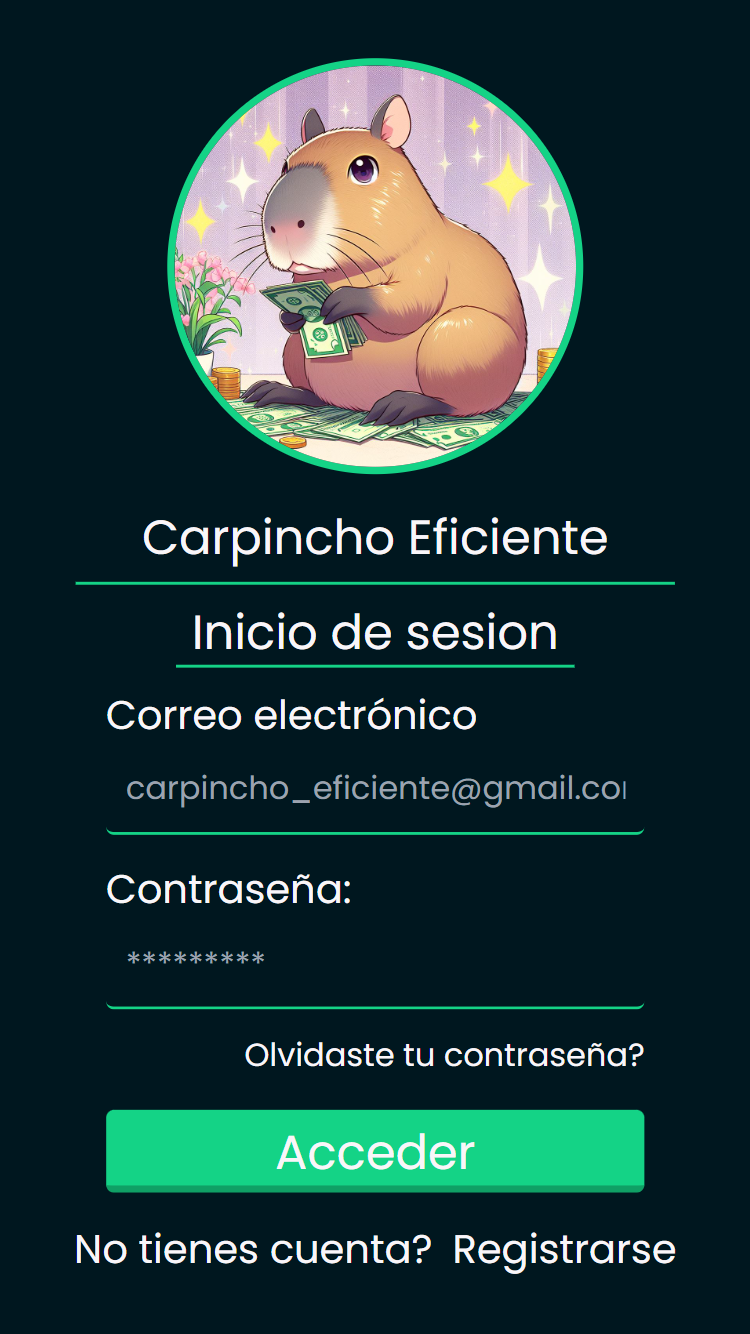 Carpincho Eficiente
Inicio de sesion
Correo electrónico
carpincho_eficiente@gmail.co
Contraseña:
*********
Olvidaste tu contraseña?
Acceder
No tienes cuenta? Registrarse